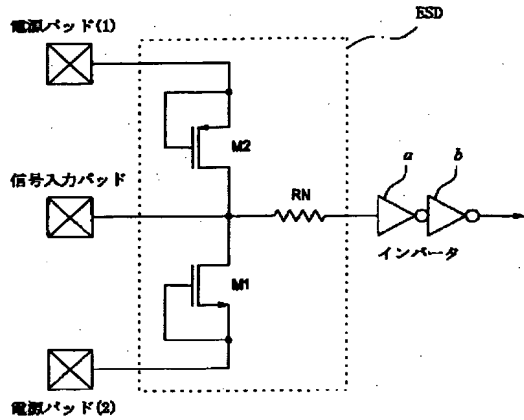 ESD
電源パッド(1)
M2
a
b
信号入力パッド
RN
インバータ
M1
電源パッド(2)